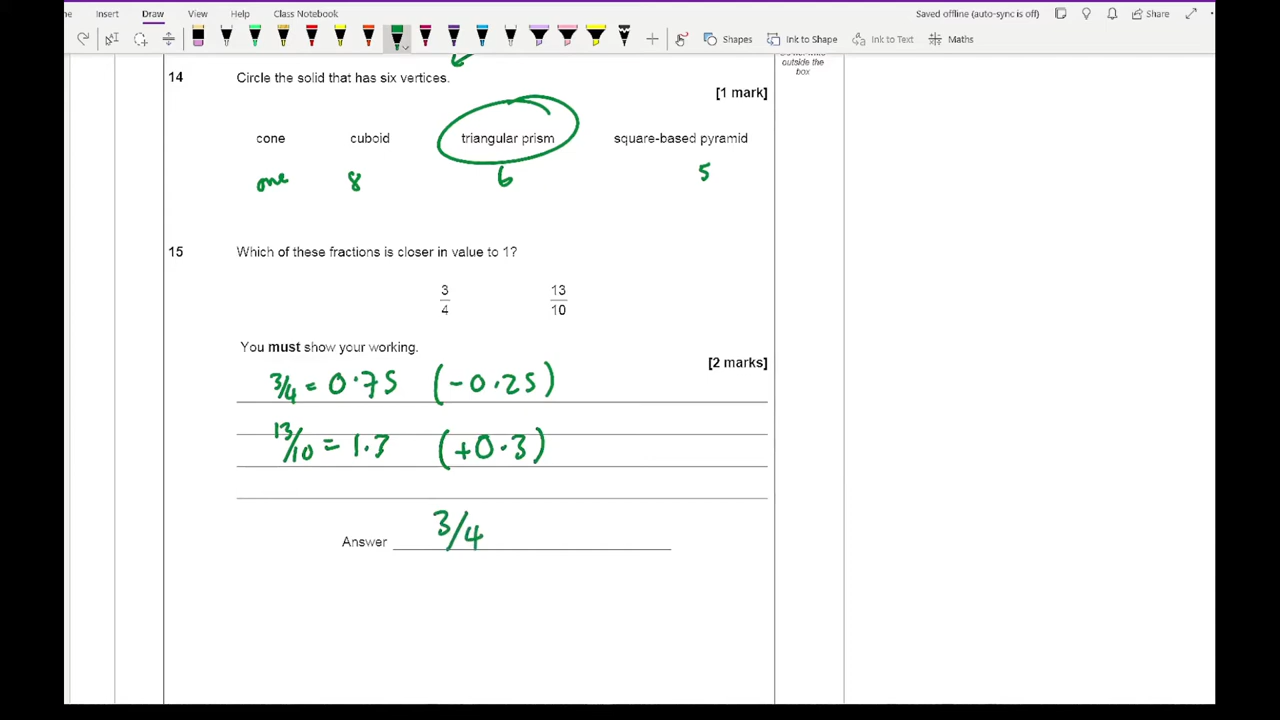 me Insert Draw View Help Class Notebook Saved offline (auto-sync is off) Share
Shapes Ink to Shape Ink to Text Maths
outside the
box
14 Circle the solid that has six vertices.
[1 mark]
cone cuboid triangular prism square-based pyramid
one 8 6 5
15 Which of these fractions is closer in value to 1?
3/4 13/10
You must show your working.
[2 marks]
3/4 = 0.75 (-0.25)
13/10 = 1.3 (+0.3)
3/4
Answer